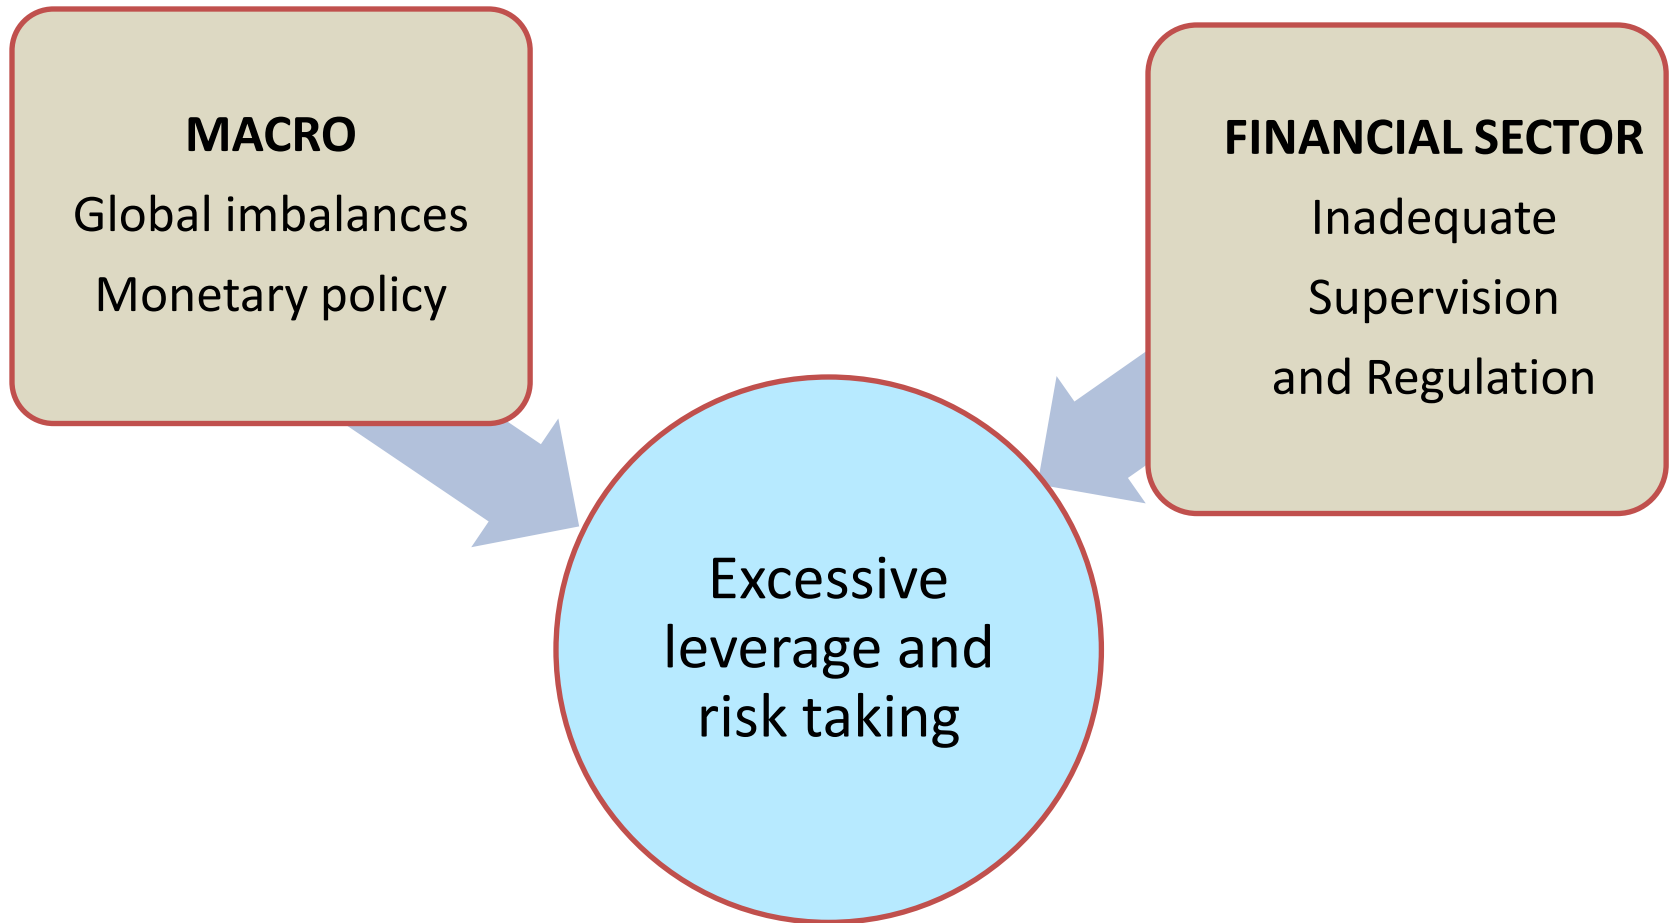 MACRO
Global imbalances
Monetary policy
FINANCIAL SECTOR
Inadequate
Supervision
and Regulation
Excessive
leverage and
risk taking